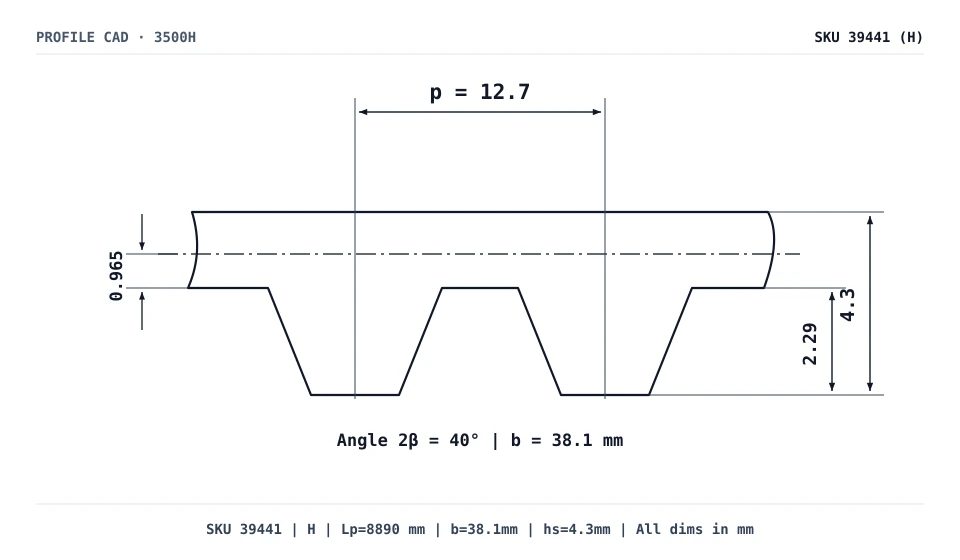 PROFILE CAD · 3500H
SKU 39441 (H)
p = 12.7
0.965
4.3
2.29
Angle 2β = 40° | b = 38.1 mm
SKU 39441 | H | Lp=8890 mm | b=38.1mm | hs=4.3mm | All dims in mm